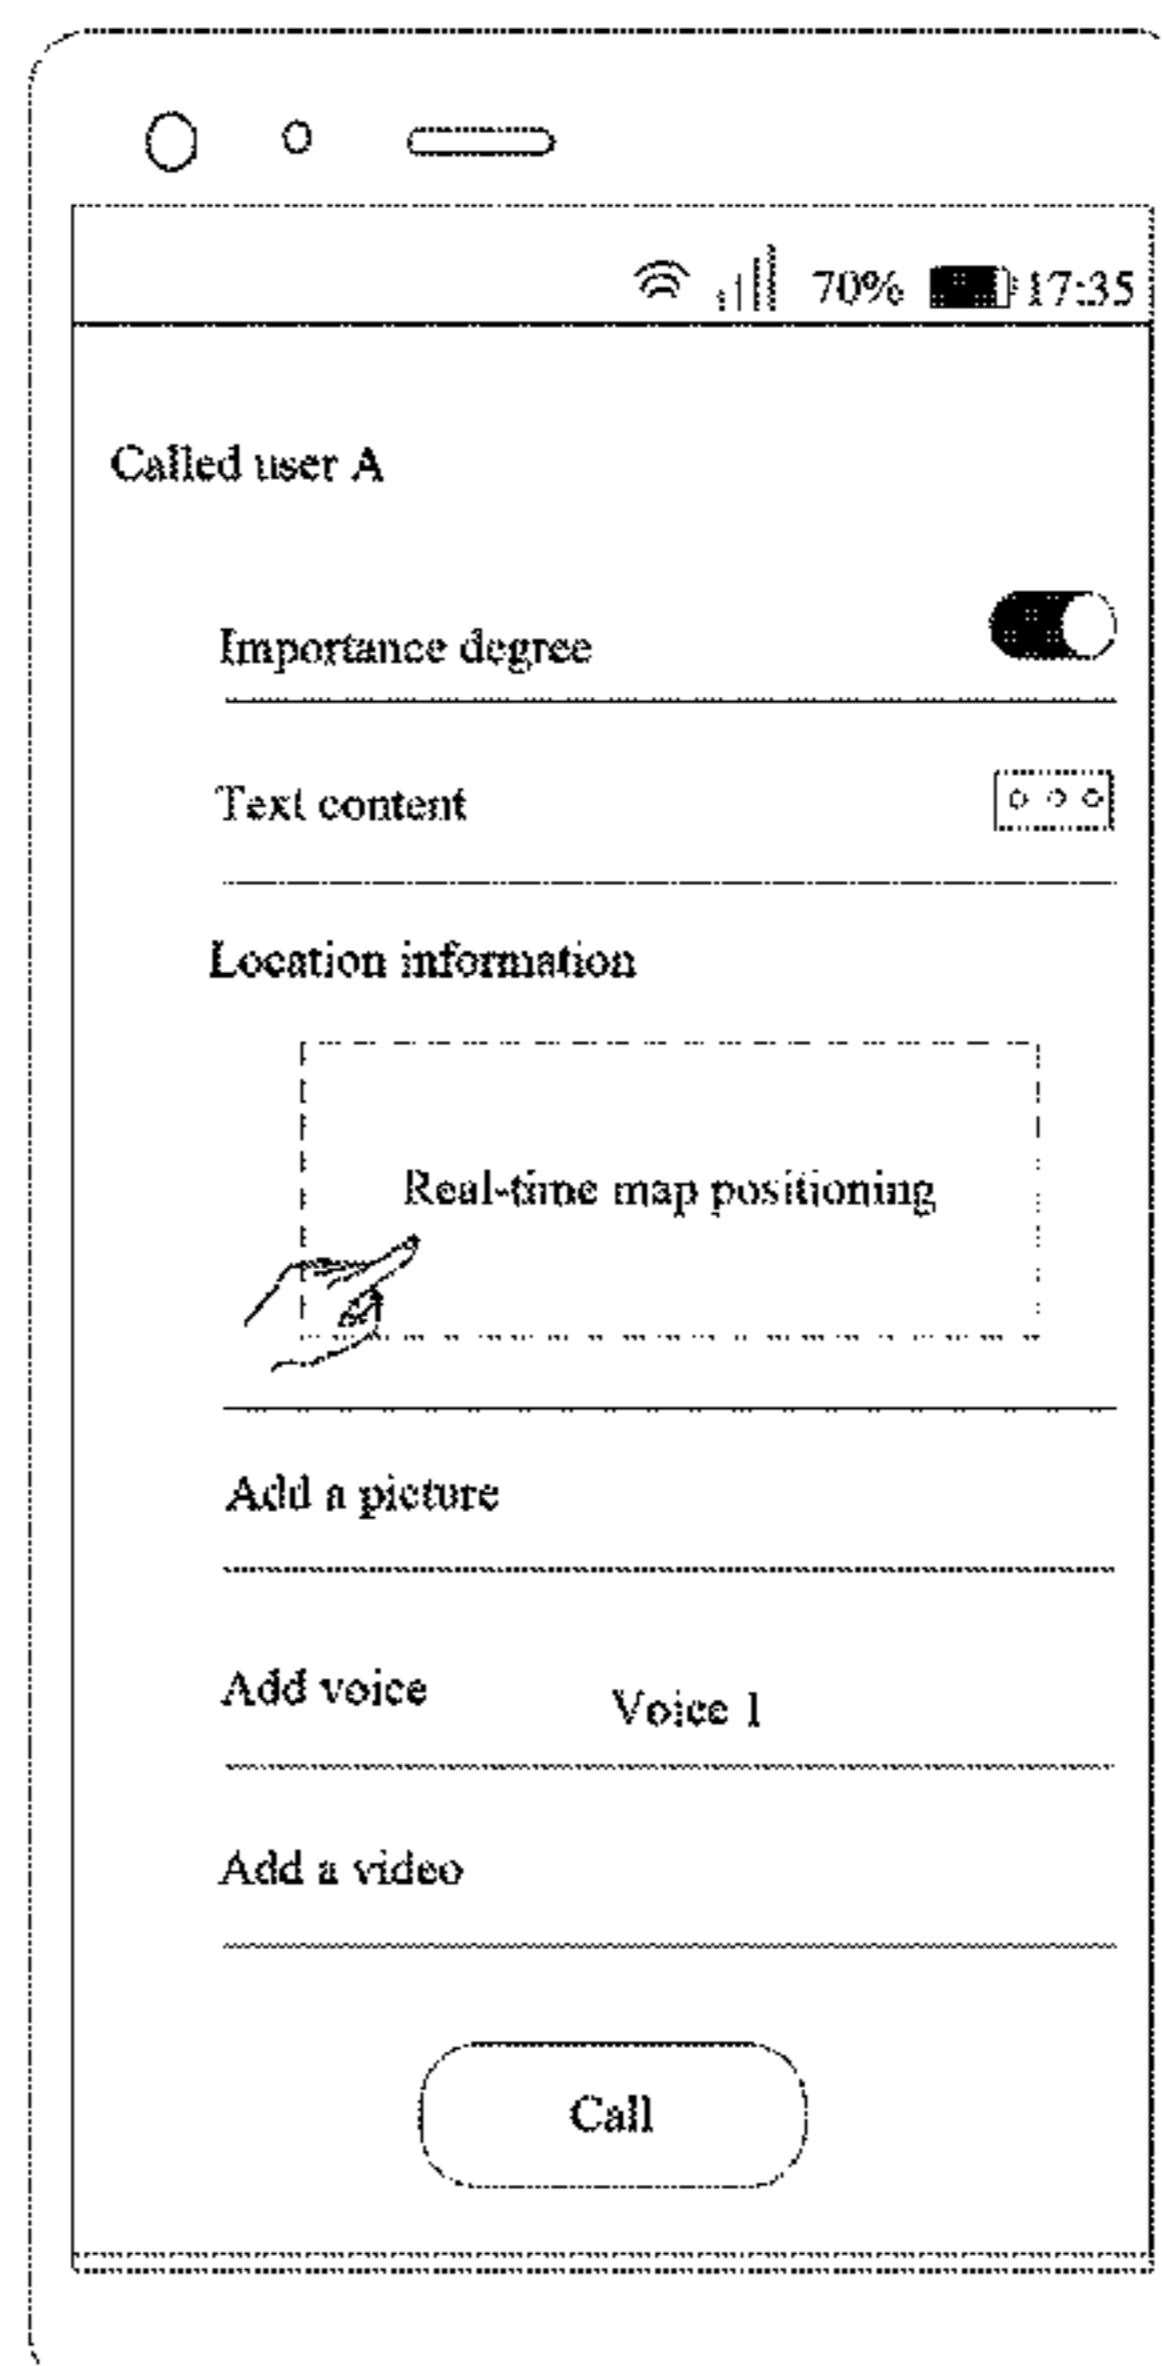 70% 17:35
Called user A
Importance degree
Text content
Location information
Real-time map positioning
Add a picture
Add voice Voice 1
Add a video
Call